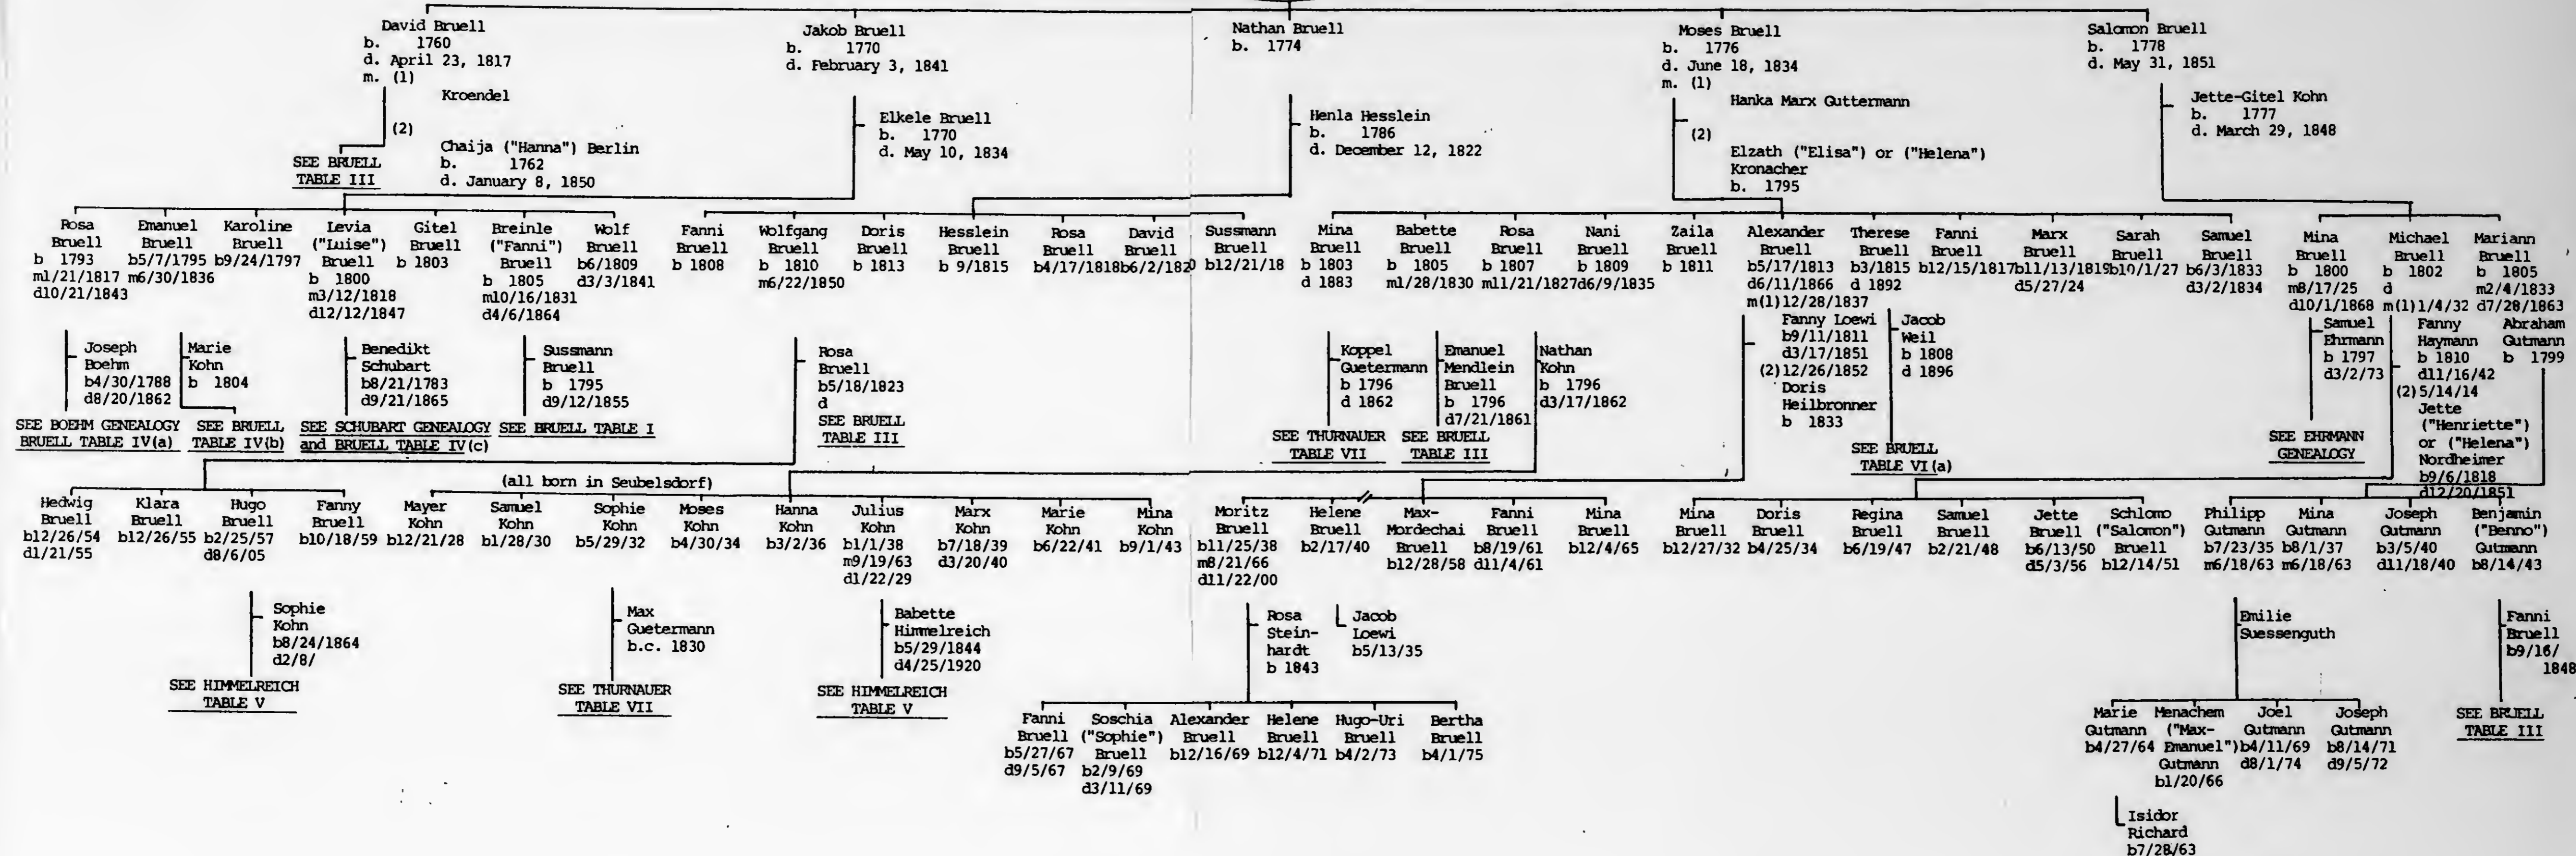 David Bruell
b. 1760
d. April 23, 1817
m. (1)
Kroendel
(2)
Chaija ("Hanna") Berlin
b. 1762
d. January 8, 1850
SEE BRUELL
TABLE III
Jakob Bruell
b. 1770
d. February 3, 1841
Elkele Bruell
b. 1770
d. May 10, 1834
Nathan Bruell
b. 1774
Henla Hesslein
b. 1786
d. December 12, 1822
Moses Bruell
b. 1776
d. June 18, 1834
m. (1)
Hanka Marx Guttermann
(2)
Elzath ("Elisa") or ("Helena")
Kronacher
b. 1795
Salomon Bruell
b. 1778
d. May 31, 1851
Jette-Gitel Kohn
b. 1777
d. March 29, 1848
Rosa
Bruell
b 1793
m1/21/1817
d10/21/1843
Emanuel
Bruell
b5/7/1795
m6/30/1836
Karoline
Bruell
b9/24/1797
Levia
("Luise")
Bruell
b 1800
m3/12/1818
d12/12/1847
Gitel
Bruell
b 1803
Breinle
("Fanni")
Bruell
b 1805
m10/16/1831
d4/6/1864
Wolf
Bruell
b6/1809
d3/3/1841
Fanni
Bruell
b 1808
Wolfgang
Bruell
b 1810
m6/22/1850
Doris
Bruell
b 1813
Hesslein
Bruell
b 9/1815
Rosa
Bruell
b4/17/1818
David
Bruell
b6/2/1820
Sussmann
Bruell
b12/21/18
Mina
Bruell
b 1803
d 1883
Babette
Bruell
b 1805
m1/28/1830
Rosa
Bruell
b 1807
m11/21/1827
Nani
Bruell
b 1809
d6/9/1835
Zaila
Bruell
b 1811
Alexander
Bruell
b5/17/1813
d6/11/1866
m(1)12/28/1837
Fanny Loewi
b9/11/1811
d3/17/1851
(2)12/26/1852
Doris
Heilbronner
b 1833
Therese
Bruell
b3/1815
d 1892
Fanni
Bruell
b12/15/1817
Marx
Bruell
b11/13/1819
d5/27/24
Sarah
Bruell
b10/1/27
Samuel
Bruell
b6/3/1833
d3/2/1834
Mina
Bruell
b 1800
m8/17/25
d10/1/1868
Michael
Bruell
b 1802
d
m(1)1/4/32
Mariann
Bruell
b 1805
m2/4/1833
d7/28/1863
Joseph
Boehm
b4/30/1788
d8/20/1862
SEE BOEHM GENEALOGY
BRUELL TABLE IV(a)
Marie
Kohn
b 1804
SEE BRUELL
TABLE IV(b)
Benedikt
Schubart
b8/21/1783
d9/21/1865
SEE SCHUBART GENEALOGY
and BRUELL TABLE IV(c)
Sussmann
Bruell
b 1795
d9/12/1855
SEE BRUELL TABLE I
Rosa
Bruell
b5/18/1823
d
SEE BRUELL
TABLE III
Koppel
Guetermann
b 1796
d 1862
SEE THURNAUER
TABLE VII
Emanuel
Mendlein
Bruell
b 1796
d7/21/1861
SEE BRUELL
TABLE III
Nathan
Kohn
b 1796
d3/17/1862
Jacob
Weil
b 1808
d 1896
SEE BRUELL
TABLE VI(a)
Samuel
Ehrmann
b 1797
d3/2/73
SEE EHRMANN
GENEALOGY
Fanny
Haymann
b 1810
d11/16/42
(2)5/14/14
Jette
("Henriette")
or ("Helena")
Nordheimer
b9/6/1818
d12/20/1851
Abraham
Gutmann
b 1799
Hedwig
Bruell
b12/26/54
d1/21/55
Klara
Bruell
b12/26/55
Hugo
Bruell
b2/25/57
d8/6/05
Fanny
Bruell
b10/18/59
(all born in Seubelsdorf)
Mayer
Kohn
b12/21/28
Samuel
Kohn
b1/28/30
Sophie
Kohn
b5/29/32
Moses
Kohn
b4/30/34
Hanna
Kohn
b3/2/36
Julius
Kohn
b1/1/38
m9/19/63
d1/22/29
Marx
Kohn
b7/18/39
d3/20/40
Marie
Kohn
b6/22/41
Mina
Kohn
b9/1/43
Moritz
Bruell
b11/25/38
m8/21/66
d11/22/00
Helene
Bruell
b2/17/40
Max-
Mordechai
Bruell
b12/28/58
Fanni
Bruell
b8/19/61
d11/4/61
Mina
Bruell
b12/4/65
Mina
Bruell
b12/27/32
Doris
Bruell
b4/25/34
Regina
Bruell
b6/19/47
Samuel
Bruell
b2/21/48
Jette
Bruell
b6/13/50
d5/3/56
Schlomo
("Salomon")
Bruell
b12/14/51
Philipp
Gutmann
b7/23/35
m6/18/63
Mina
Gutmann
b8/1/37
m6/18/63
Joseph
Gutmann
b3/5/40
d11/18/40
Benjamin
("Benno")
Gutmann
b8/14/43
Sophie
Kohn
b8/24/1864
d2/8/
SEE HIMMELREICH
TABLE V
Max
Guetermann
b.c. 1830
SEE THURNAUER
TABLE VII
Babette
Himmelreich
b5/29/1844
d4/25/1920
SEE HIMMELREICH
TABLE V
Rosa
Stein-
hardt
b 1843
Jacob
Loewi
b5/13/35
Emilie
Suessenguth
Fanni
Bruell
b9/16/
1848
SEE BRUELL
TABLE III
Fanni
Bruell
b5/27/67
d9/5/67
Soschia
("Sophie")
Bruell
b2/9/69
d3/11/69
Alexander
Bruell
b12/16/69
Helene
Bruell
b12/4/71
Hugo-Uri
Bruell
b4/2/73
Bertha
Bruell
b4/1/75
Marie
Gutmann
b4/27/64
Menachem
("Max-
Emanuel")
Gutmann
b1/20/66
Joel
Gutmann
b4/11/69
d8/1/74
Joseph
Gutmann
b8/14/71
d9/5/72
Isidor
Richard
b7/28/63